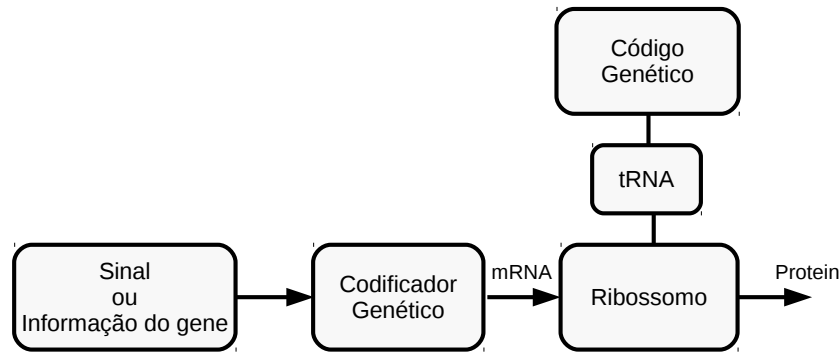 Código
Genético
tRNA
Sinal
ou
Informação do gene
Codificador
Genético
mRNA
Ribossomo
Protein